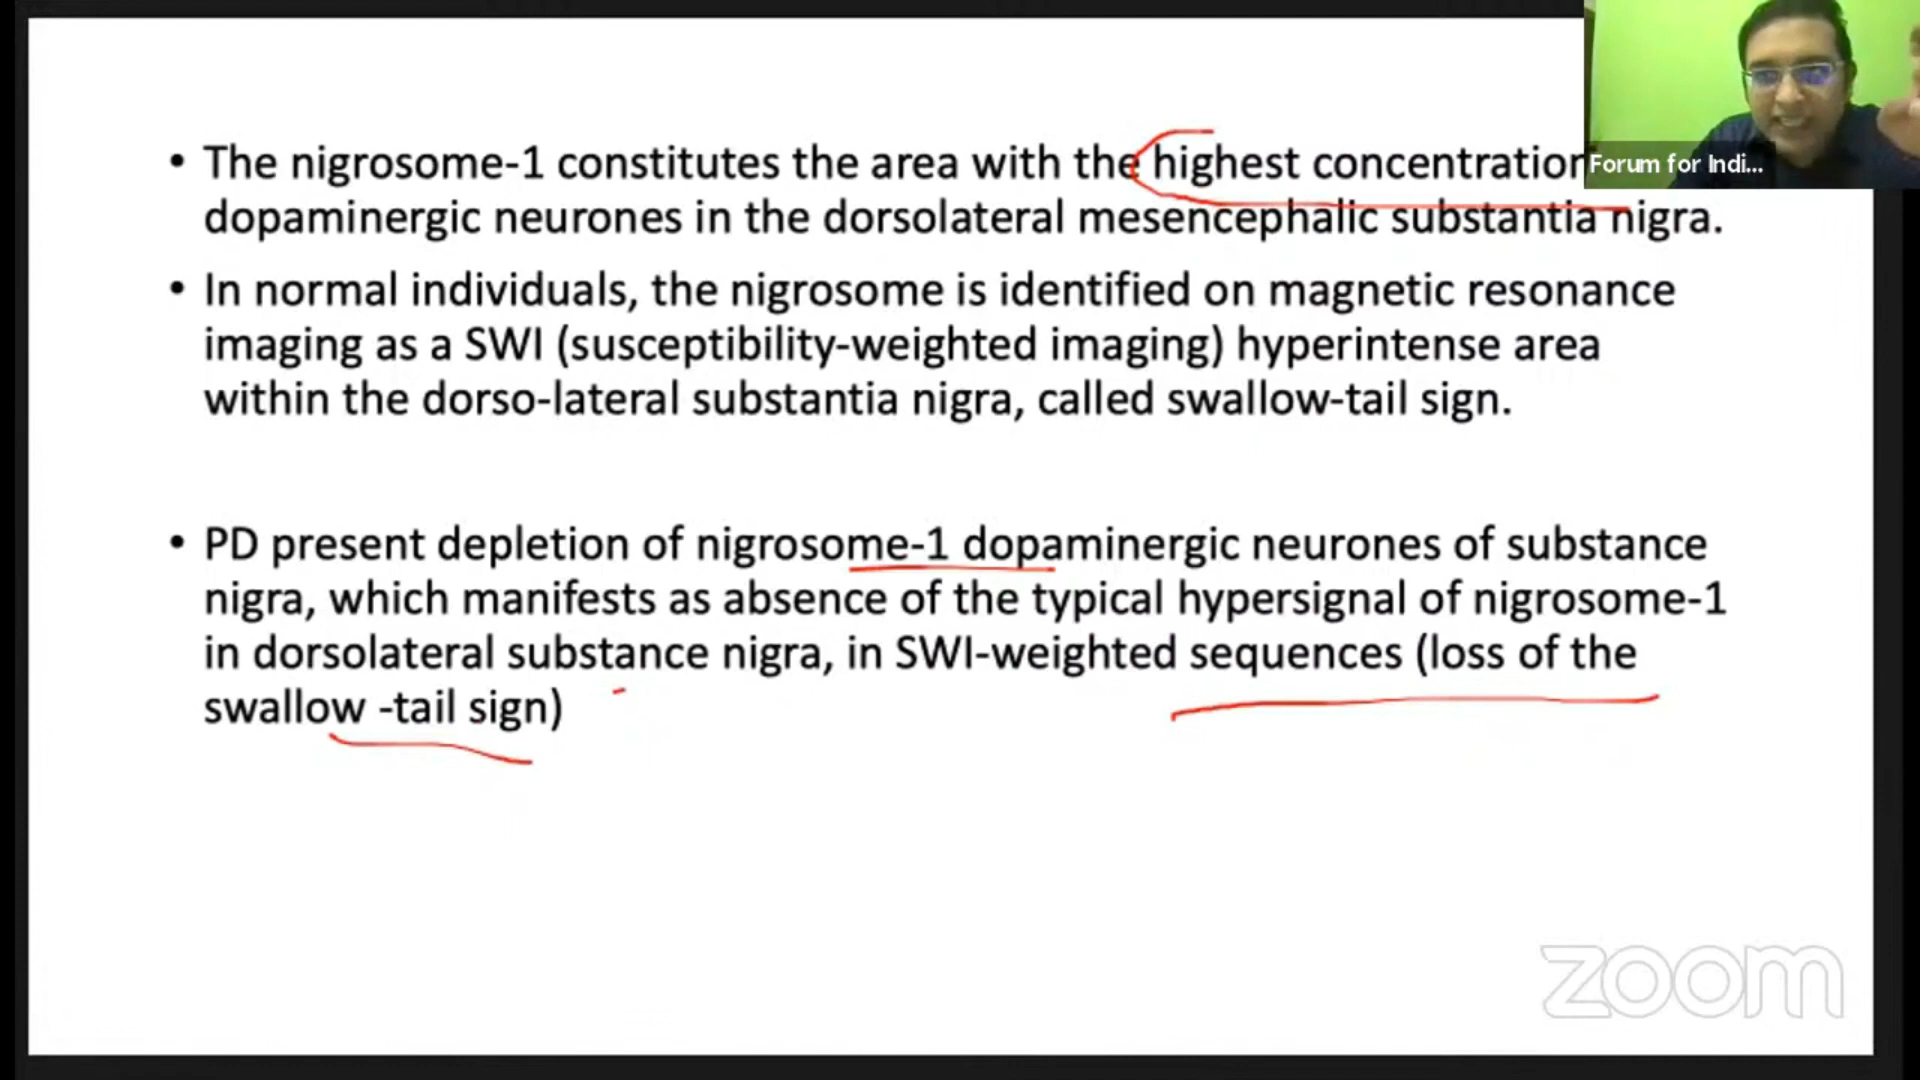 • The nigrosome-1 constitutes the area with the highest concentration
dopaminergic neurones in the dorsolateral mesencephalic substantia nigra.
• In normal individuals, the nigrosome is identified on magnetic resonance
imaging as a SWI (susceptibility-weighted imaging) hyperintense area
within the dorso-lateral substantia nigra, called swallow-tail sign.
• PD present depletion of nigrosome-1 dopaminergic neurones of substance
nigra, which manifests as absence of the typical hypersignal of nigrosome-1
in dorsolateral substance nigra, in SWI-weighted sequences (loss of the
swallow -tail sign)
Forum for Indi...
zoom